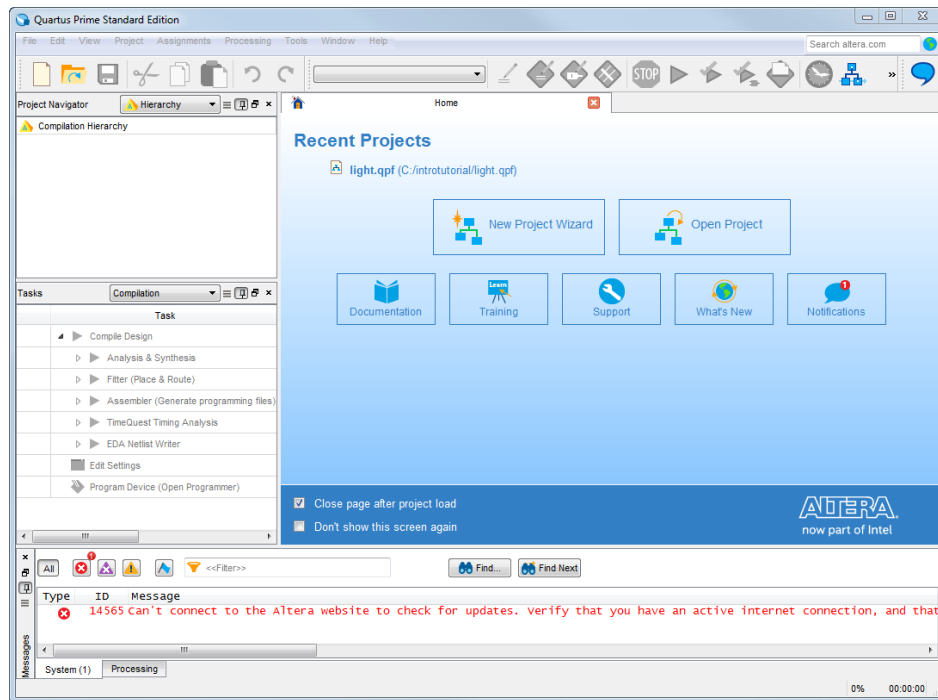 Quartus Prime Standard Edition
File Edit View Project Assignments Processing Tools Window Help
Search altera.com
STOP
»
Project Navigator Hierarchy
Home
Compilation Hierarchy
Recent Projects
light.qpf (C:/introtutorial/light.qpf)
New Project Wizard
Open Project
Learn
1
Documentation
Training
Support
What's New
Notifications
Tasks Compilation
Task
Compile Design
Analysis & Synthesis
Fitter (Place & Route)
Assembler (Generate programming files)
TimeQuest Timing Analysis
EDA Netlist Writer
Edit Settings
Program Device (Open Programmer)
Close page after project load
Don't show this screen again
ALTERA.
now part of Intel
All
1
<<Filter>>
Find...
Find Next
Type ID Message
14565 Can't connect to the Altera website to check for updates. Verify that you have an active internet connection, and that
Messages
System (1) Processing
0% 00:00:00